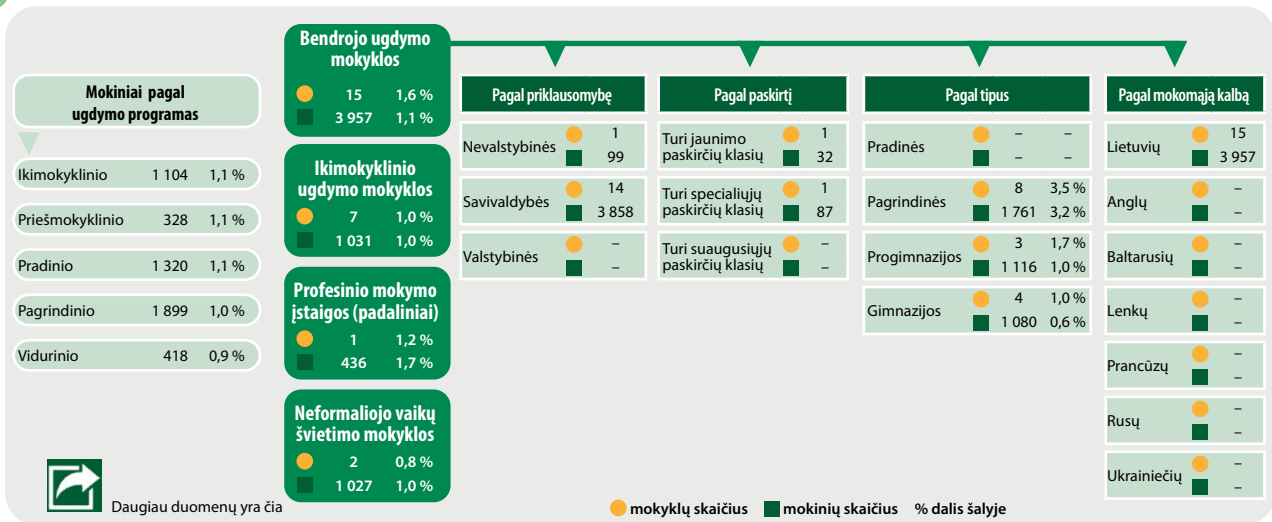 Mokiniai pagal
ugdymo programas
Ikimokyklinio 1 104 1,1 %
Priešmokyklinio 328 1,1 %
Pradinio 1 320 1,1 %
Pagrindinio 1 899 1,0 %
Vidurinio 418 0,9 %
Daugiau duomenų yra čia
Bendrojo ugdymo
mokyklos
15 1,6 %
3 957 1,1 %
Ikimokyklinio
ugdymo mokyklos
7 1,0 %
1 031 1,0 %
Profesinio mokymo
įstaigos (padaliniai)
1 1,2 %
436 1,7 %
Neformaliojo vaikų
švietimo mokyklos
2 0,8 %
1 027 1,0 %
Pagal priklausomybę
Nevalstybinės
1
99
Savivaldybės
14
3 858
Valstybinės
–
–
Pagal paskirtį
Turi jaunimo
paskirčių klasių
1
32
Turi specialiųjų
paskirčių klasių
1
87
Turi suaugusiųjų
paskirčių klasių
–
–
Pagal tipus
Pradinės
– –
– –
Pagrindinės
8 3,5 %
1 761 3,2 %
Progimnazijos
3 1,7 %
1 116 1,0 %
Gimnazijos
4 1,0 %
1 080 0,6 %
Pagal mokomąją kalbą
Lietuvių
15
3 957
Anglų
–
–
Baltarusių
–
–
Lenkų
–
–
Prancūzų
–
–
Rusų
–
–
Ukrainiečių
–
–
mokyklų skaičius mokinių skaičius % dalis šalyje